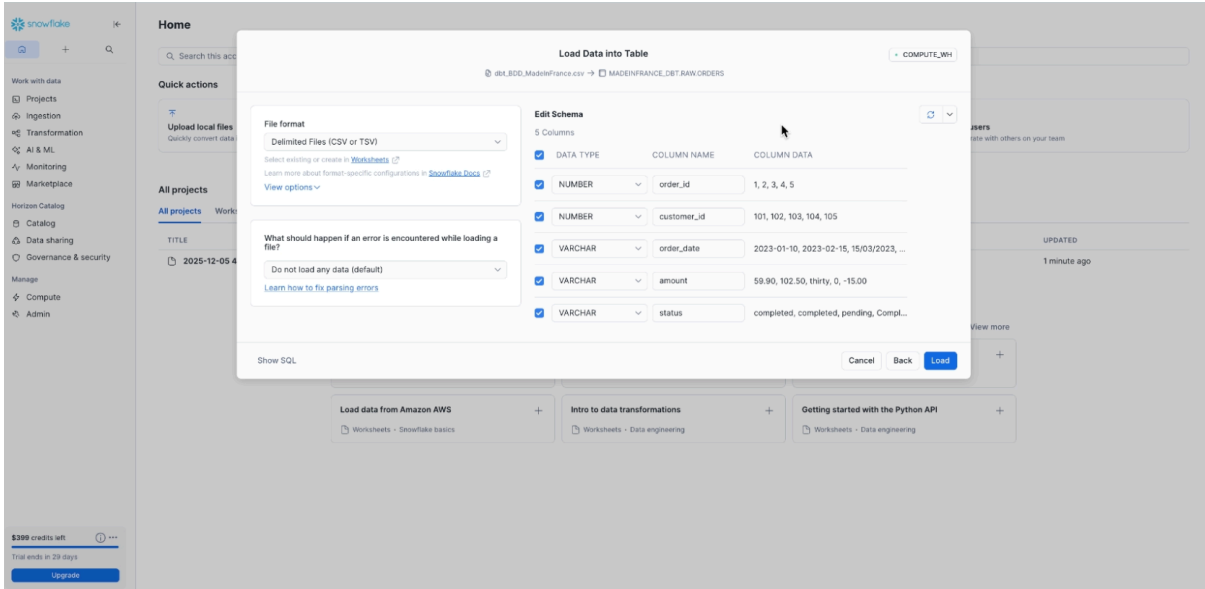 snowflake
Work with data
Projects
Ingestion
Transformation
AI & ML
Monitoring
Marketplace
Horizon Catalog
Catalog
Data sharing
Governance & security
Manage
Compute
Admin
$399 credits left
Trial ends in 29 days
Upgrade
Home
Search this acc
Quick actions
Upload local files
Quickly convert data
users
rate with others on your team
All projects
All projects Works
TITLE
UPDATED
2025-12-05 4
1 minute ago
View more
Load Data into Table
COMPUTE_WH
dbt_BDD_MadeInFrance.csv → MADEINFRANCE_DBT.RAW.ORDERS
File format
Delimited Files (CSV or TSV)
Select existing or create in Worksheets
Learn more about format-specific configurations in Snowflake Docs
View options
What should happen if an error is encountered while loading a
file?
Do not load any data (default)
Learn how to fix parsing errors
Edit Schema
5 Columns
DATA TYPE COLUMN NAME COLUMN DATA
NUMBER order_id 1, 2, 3, 4, 5
NUMBER customer_id 101, 102, 103, 104, 105
VARCHAR order_date 2023-01-10, 2023-02-15, 15/03/2023, ...
VARCHAR amount 59.90, 102.50, thirty, 0, -15.00
VARCHAR status completed, completed, pending, Compl...
Show SQL
Cancel Back Load
Load data from Amazon AWS
Worksheets • Snowflake basics
Intro to data transformations
Worksheets • Data engineering
Getting started with the Python API
Worksheets • Data engineering